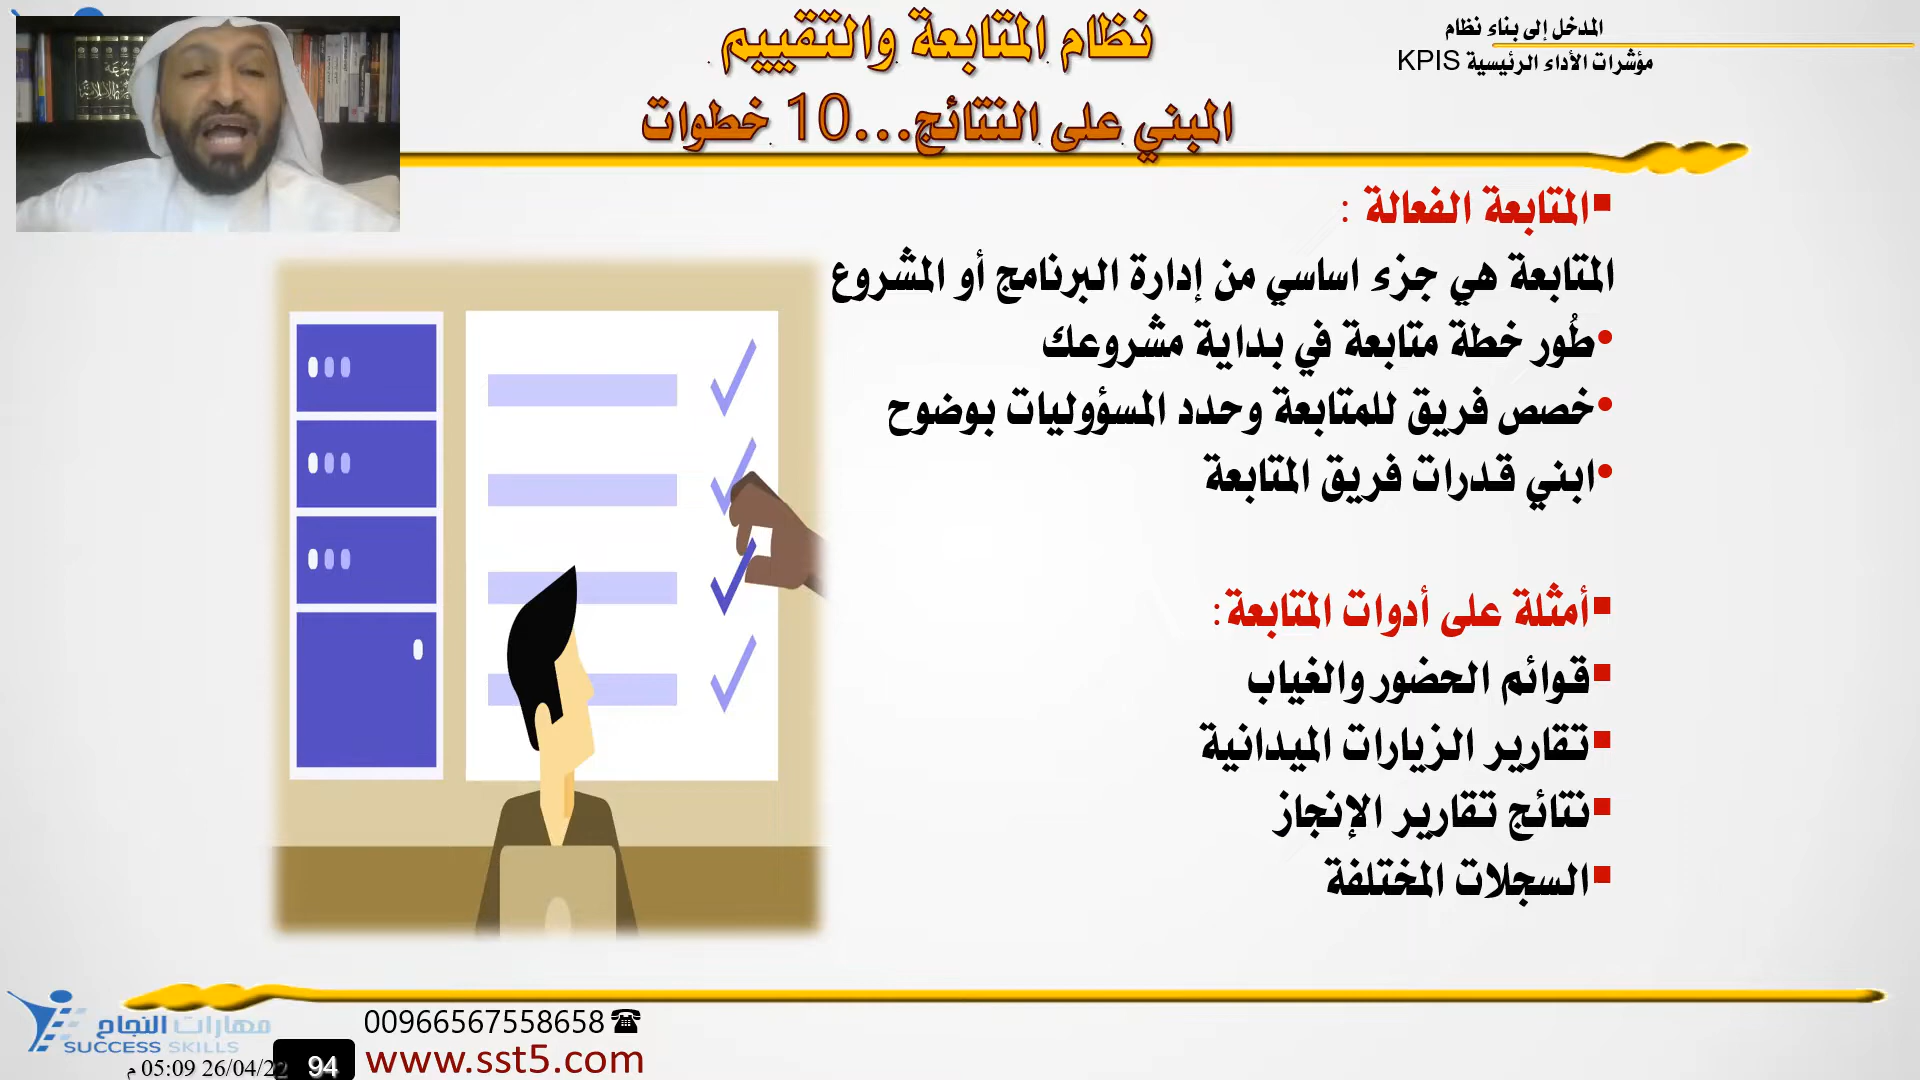 المدخل إلى بناء نظام
مؤشرات الأداء الرئيسية KPIS
نظام المتابعة والتقييم
المبني على النتائج...10 خطوات
المتابعة الفعالة :
المتابعة هي جزء اساسي من إدارة البرنامج أو المشروع
طُور خطة متابعة في بداية مشروعك
خصص فريق للمتابعة وحدد المسؤوليات بوضوح
ابني قدرات فريق المتابعة
أمثلة على أدوات المتابعة:
قوائم الحضور والغياب
تقارير الزيارات الميدانية
نتائج تقارير الإنجاز
السجلات المختلفة
مهارات النجاح
SUCCESS SKILLS
00966567558658
www.sst5.com
94
26/04/22 05:09 م